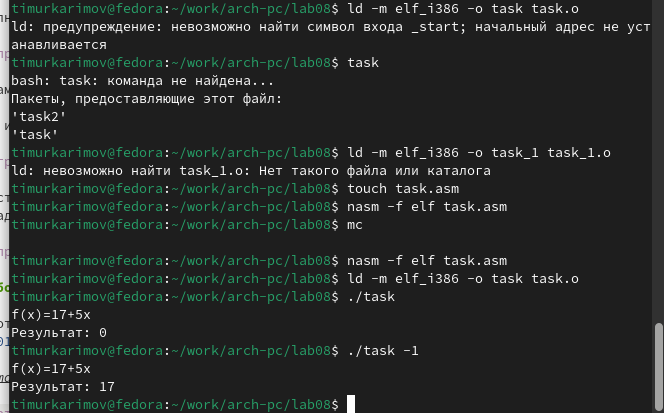 timurkarimov@fedora:~/work/arch-pc/lab08$ ld -m elf_i386 -o task task.o
ld: предупреждение: невозможно найти символ входа _start; начальный адрес не уст
анавливается
timurkarimov@fedora:~/work/arch-pc/lab08$ task
bash: task: команда не найдена...
Пакеты, предоставляющие этот файл:
'task2'
'task'
timurkarimov@fedora:~/work/arch-pc/lab08$ ld -m elf_i386 -o task_1 task_1.o
ld: невозможно найти task_1.o: Нет такого файла или каталога
timurkarimov@fedora:~/work/arch-pc/lab08$ touch task.asm
timurkarimov@fedora:~/work/arch-pc/lab08$ nasm -f elf task.asm
timurkarimov@fedora:~/work/arch-pc/lab08$ mc
timurkarimov@fedora:~/work/arch-pc/lab08$ nasm -f elf task.asm
timurkarimov@fedora:~/work/arch-pc/lab08$ ld -m elf_i386 -o task task.o
timurkarimov@fedora:~/work/arch-pc/lab08$ ./task
f(x)=17+5x
Результат: 0
timurkarimov@fedora:~/work/arch-pc/lab08$ ./task -1
f(x)=17+5x
Результат: 17
timurkarimov@fedora:~/work/arch-pc/lab08$